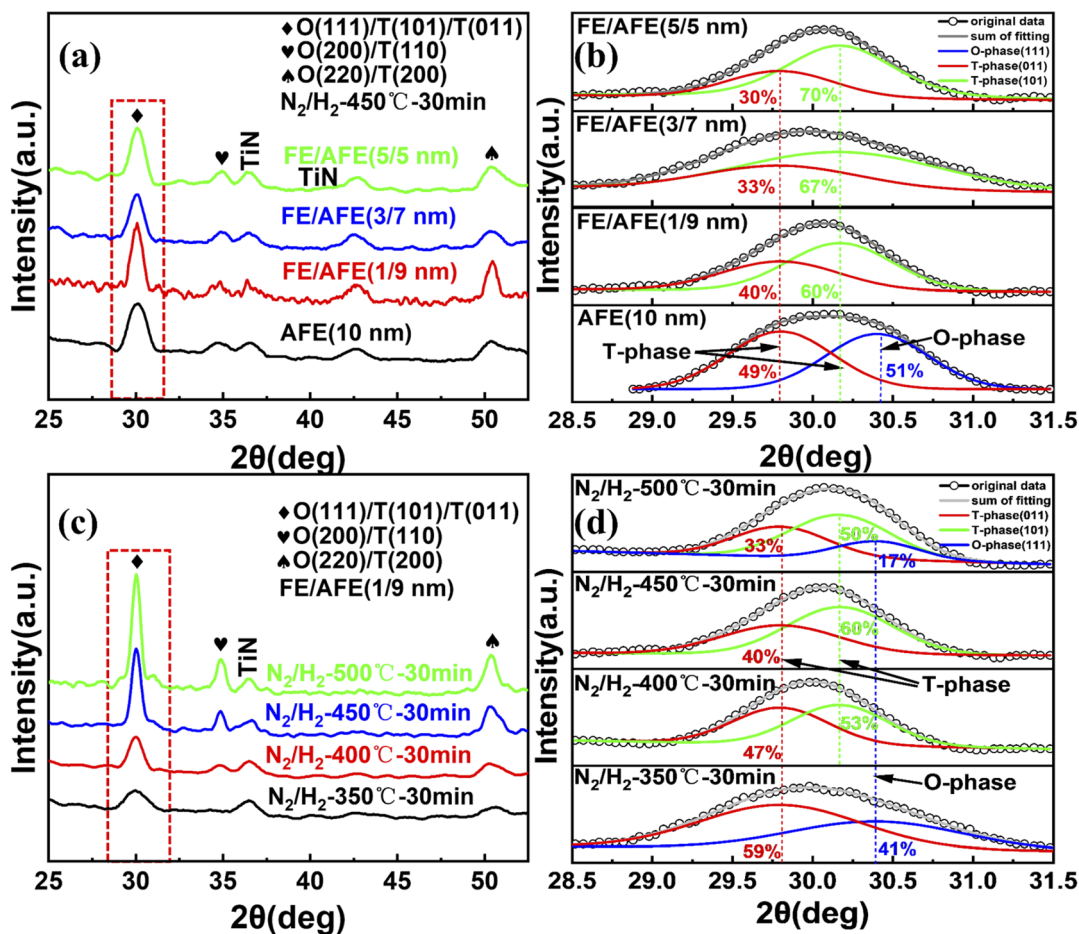 (a)
♦ O(111)/T(101)/T(011)
♥ O(200)/T(110)
♠ O(220)/T(200)
N₂/H₂-450℃-30min
♦
♥
TiN
♠
FE/AFE(5/5 nm)
TiN
FE/AFE(3/7 nm)
FE/AFE(1/9 nm)
AFE(10 nm)
Intensity(a.u.)
25 30 35 40 45 50
2θ(deg)
(b)
FE/AFE(5/5 nm)
original data
sum of fitting
O-phase(111)
T-phase(011)
T-phase(101)
30% 70%
FE/AFE(3/7 nm)
33% 67%
FE/AFE(1/9 nm)
40% 60%
AFE(10 nm)
O-phase
T-phase
49% 51%
Intensity(a.u.)
28.5 29.0 29.5 30.0 30.5 31.0 31.5
2θ(deg)
(c)
♦ O(111)/T(101)/T(011)
♥ O(200)/T(110)
♠ O(220)/T(200)
FE/AFE(1/9 nm)
♦
♥
TiN
♠
N₂/H₂-500℃-30min
N₂/H₂-450℃-30min
N₂/H₂-400℃-30min
N₂/H₂-350℃-30min
Intensity(a.u.)
25 30 35 40 45 50
2θ(deg)
(d)
N₂/H₂-500℃-30min
original data
sum of fitting
T-phase(011)
T-phase(101)
O-phase(111)
33% 50% 17%
N₂/H₂-450℃-30min
40% 60%
T-phase
N₂/H₂-400℃-30min
47% 53%
N₂/H₂-350℃-30min
O-phase
59% 41%
Intensity(a.u.)
28.5 29.0 29.5 30.0 30.5 31.0 31.5
2θ(deg)